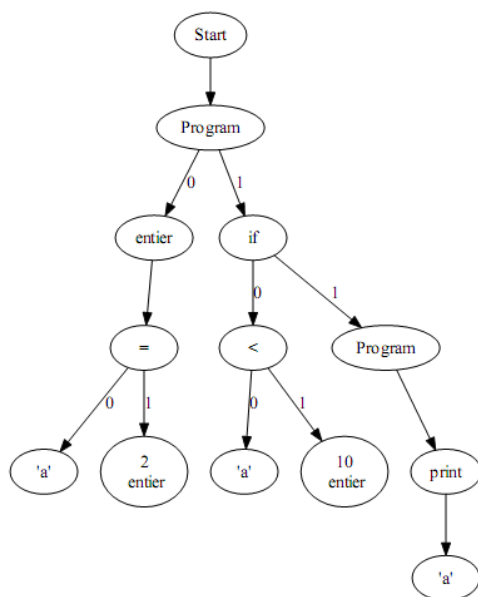 Start
Program
0 1
entier if
0 1
= <
Program
0 1 0 1
'a' 2
entier 'a' 10
entier print
'a'